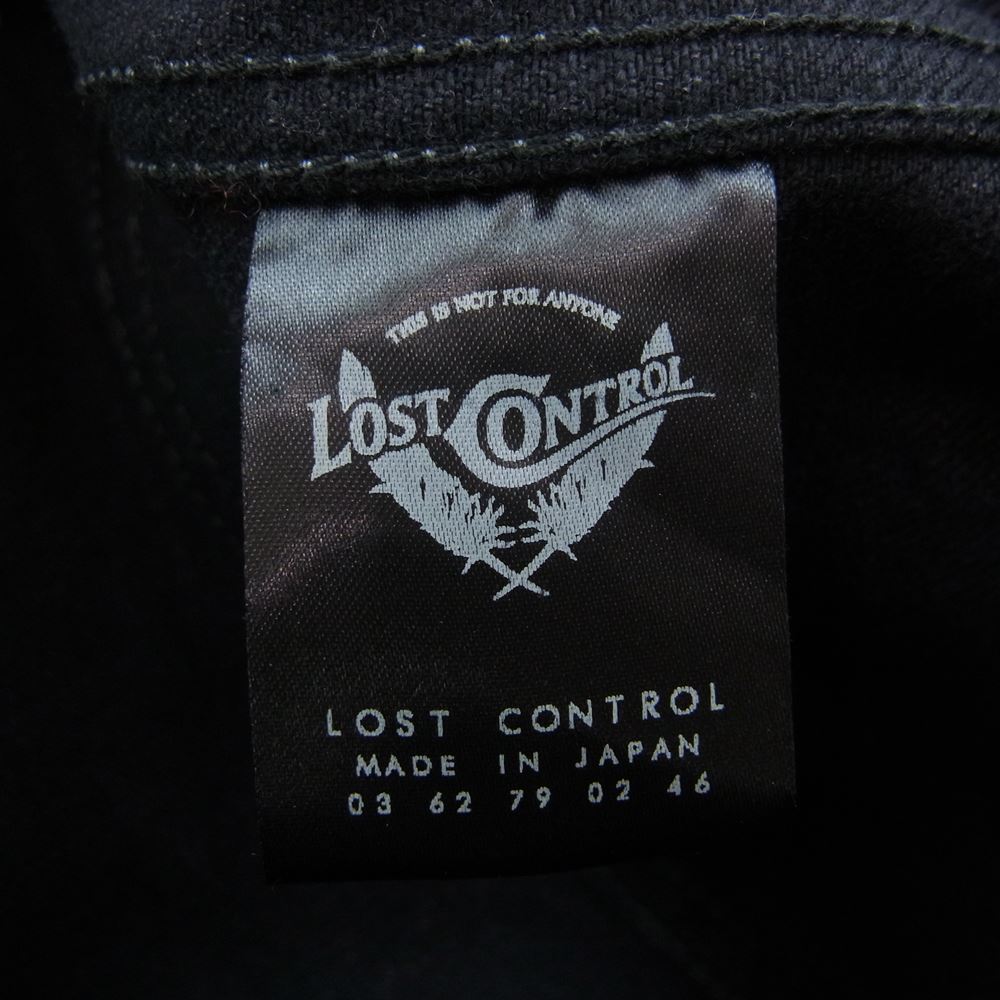 THIS IS NOT FOR ANYONE
LOST CONTROL
LOST CONTROL
MADE IN JAPAN
03 62 79 02 46